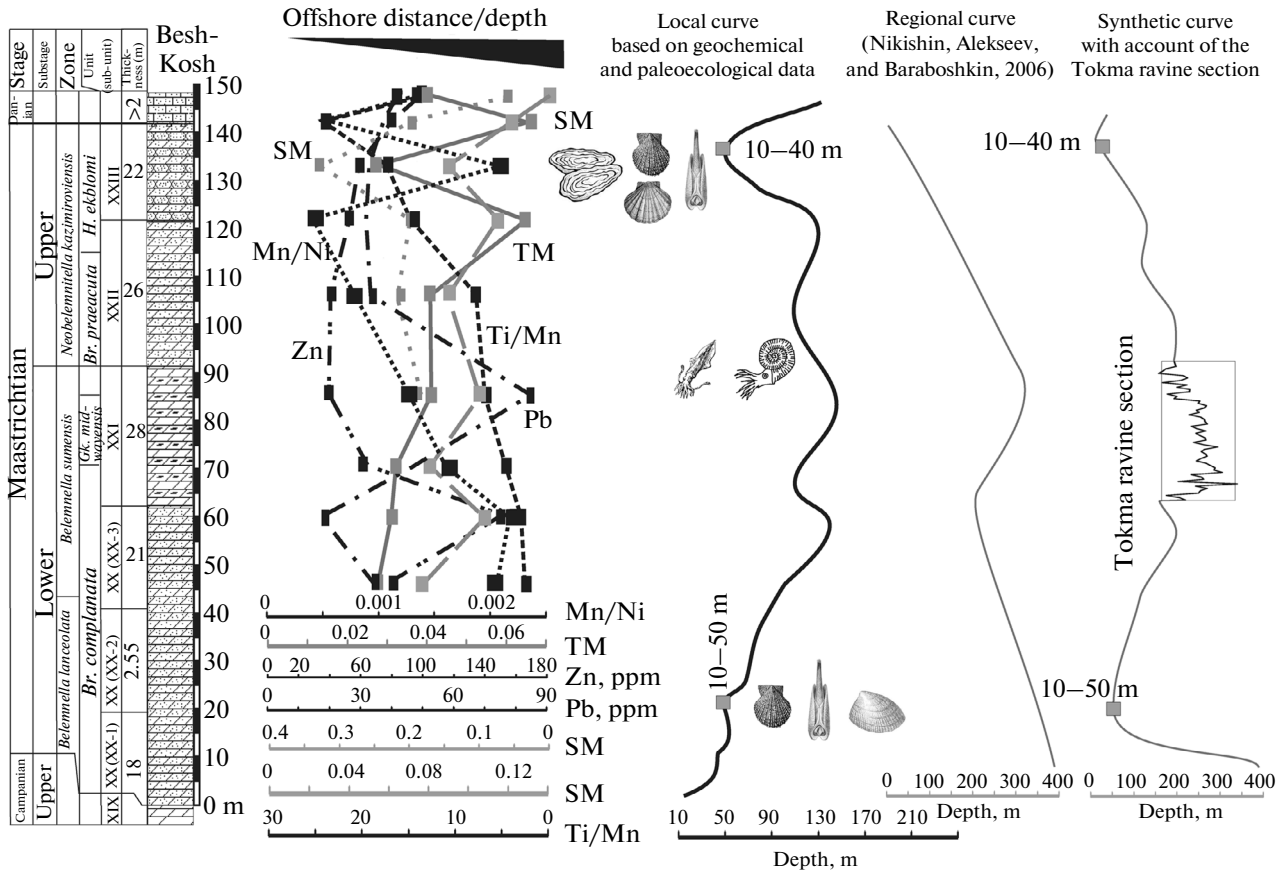 Offshore distance/depth
Local curve
based on geochemical
and paleoecological data
Regional curve
(Nikishin, Alekseev,
and Baraboshkin, 2006)
Synthetic curve
with account of the
Tokma ravine section
Stage
Substage
Zone
Unit
(sub-unit)
Thick-
ness (m)
Besh-
Kosh
Dan-
ian
Maastrichtian
Campanian
Upper
Lower
Upper
Neobelemnitella kazimiroviensis
Belemnella sumensis
Belemnella lanceolata
H. ekblomi
Br. praecuta
Gk. mid-
wayensis
Br. complanata
XXIII
XXII
XXI
XX (XX-3)
XX (XX-2)
XX (XX-1)
XIX
>2
22
26
28
21
2.55
18
150
140
130
120
110
100
90
80
70
60
50
40
30
20
10
0 m
SM
SM
Mn/Ni
TM
Zn
Ti/Mn
Pb
0 0.001 0.002
Mn/Ni
0 0.02 0.04 0.06
TM
0 20 60 100 140 180
Zn, ppm
0 30 60 90
Pb, ppm
0.4 0.3 0.2 0.1 0
SM
0 0.04 0.08 0.12
SM
30 20 10 0
Ti/Mn
10–40 m
10–50 m
10 50 90 130 170 210
Depth, m
0 100 200 300 400
Depth, m
10–40 m
Tokma ravine section
10–50 m
0 100 200 300 400
Depth, m